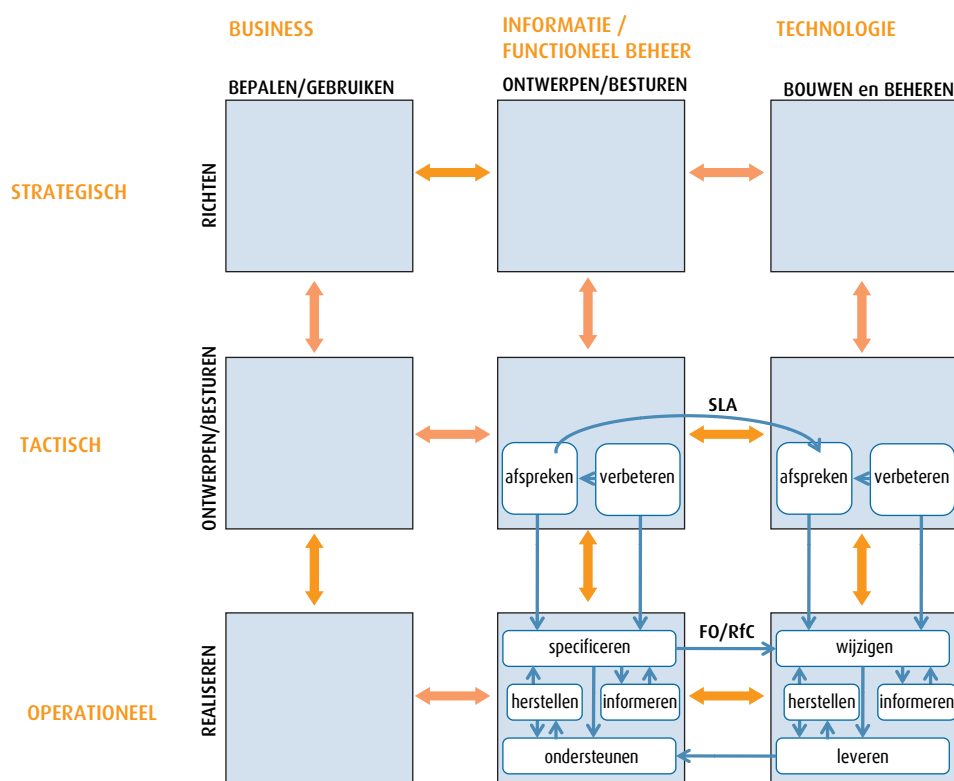 BUSINESS
INFORMATIE /
FUNCTIONEEL BEHEER
TECHNOLOGIE
BEPALEN/GEBRUIKEN
ONTWERPEN/BESTUREN
BOUWEN en BEHEREN
STRATEGISCH
RICHTEN
TACTISCH
ONTWERPEN/BESTUREN
SLA
afspreken
verbeteren
afspreken
verbeteren
OPERATIONEEL
REALISEREN
specificeren
FO/RfC
wijzigen
herstellen
informeren
herstellen
informeren
ondersteunen
leveren